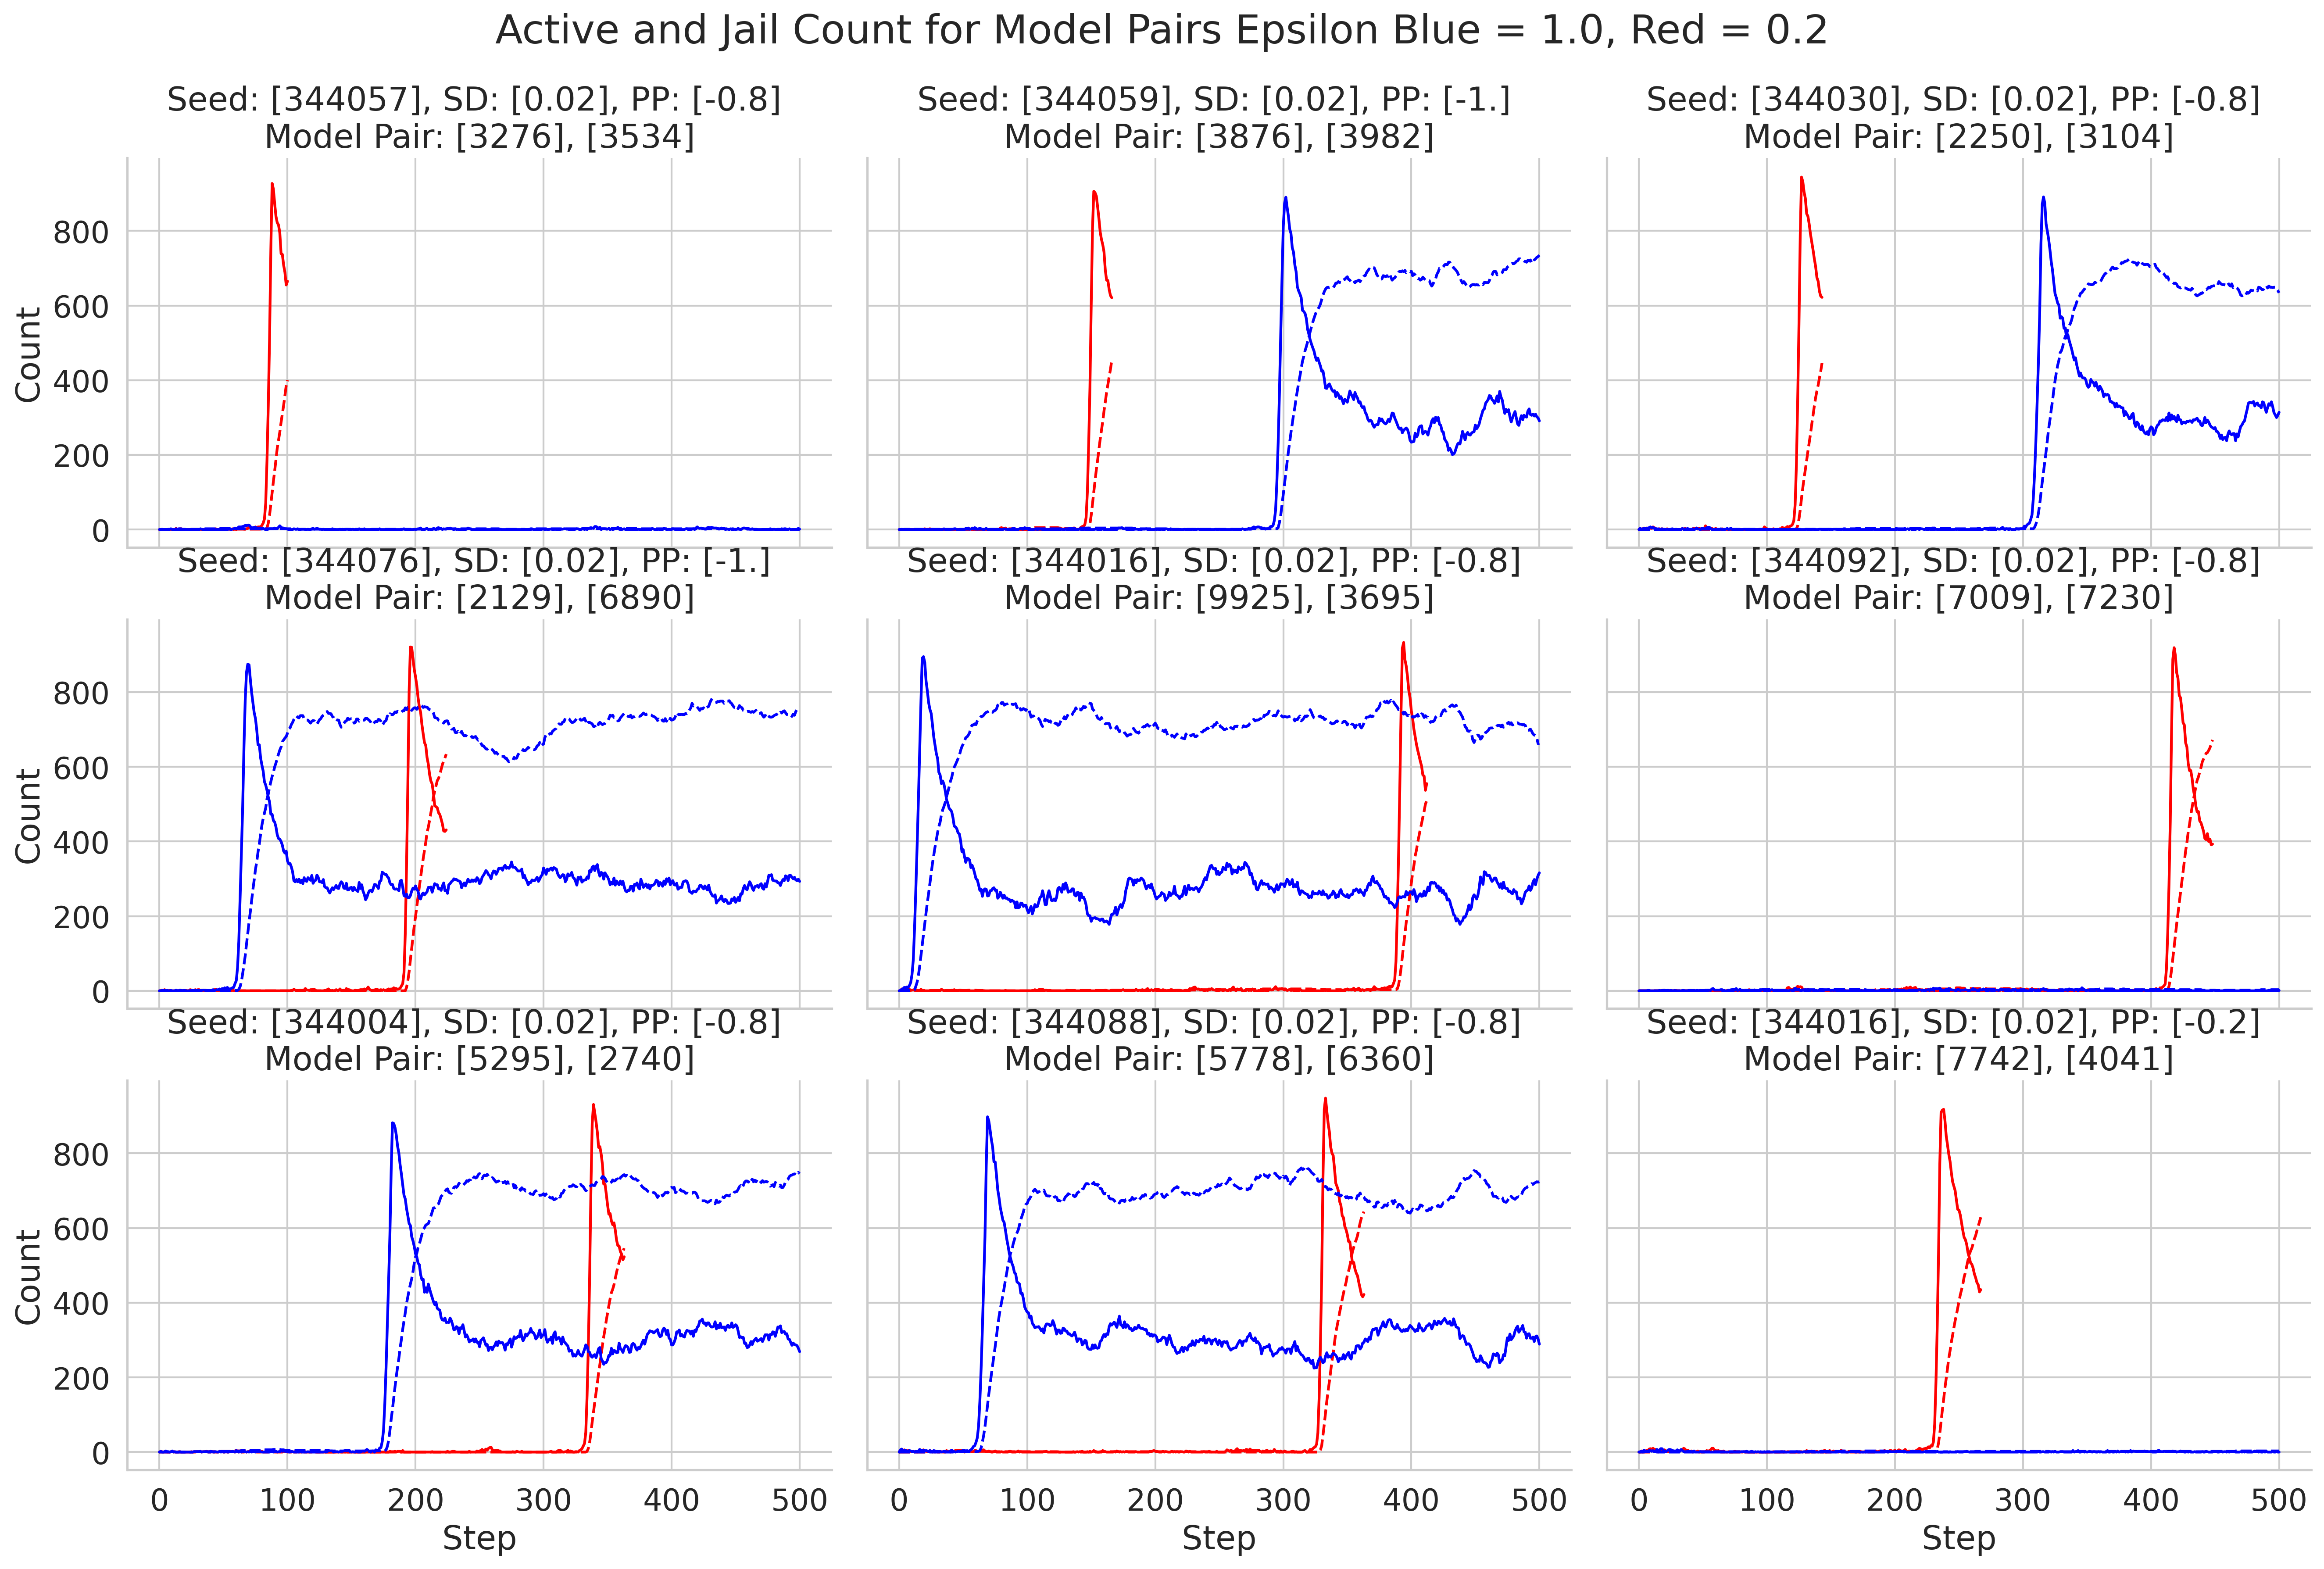 Active and Jail Count for Model Pairs Epsilon Blue = 1.0, Red = 0.2
Seed: [344057], SD: [0.02], PP: [-0.8]
Model Pair: [3276], [3534]
Seed: [344059], SD: [0.02], PP: [-1.]
Model Pair: [3876], [3982]
Seed: [344030], SD: [0.02], PP: [-0.8]
Model Pair: [2250], [3104]
800
600
400
200
0
Count
Seed: [344076], SD: [0.02], PP: [-1.]
Model Pair: [2129], [6890]
Seed: [344016], SD: [0.02], PP: [-0.8]
Model Pair: [9925], [3695]
Seed: [344092], SD: [0.02], PP: [-0.8]
Model Pair: [7009], [7230]
800
600
400
200
0
Count
Seed: [344004], SD: [0.02], PP: [-0.8]
Model Pair: [5295], [2740]
Seed: [344088], SD: [0.02], PP: [-0.8]
Model Pair: [5778], [6360]
Seed: [344016], SD: [0.02], PP: [-0.2]
Model Pair: [7742], [4041]
800
600
400
200
0
Count
0 100 200 300 400 500
Step
0 100 200 300 400 500
Step
0 100 200 300 400 500
Step